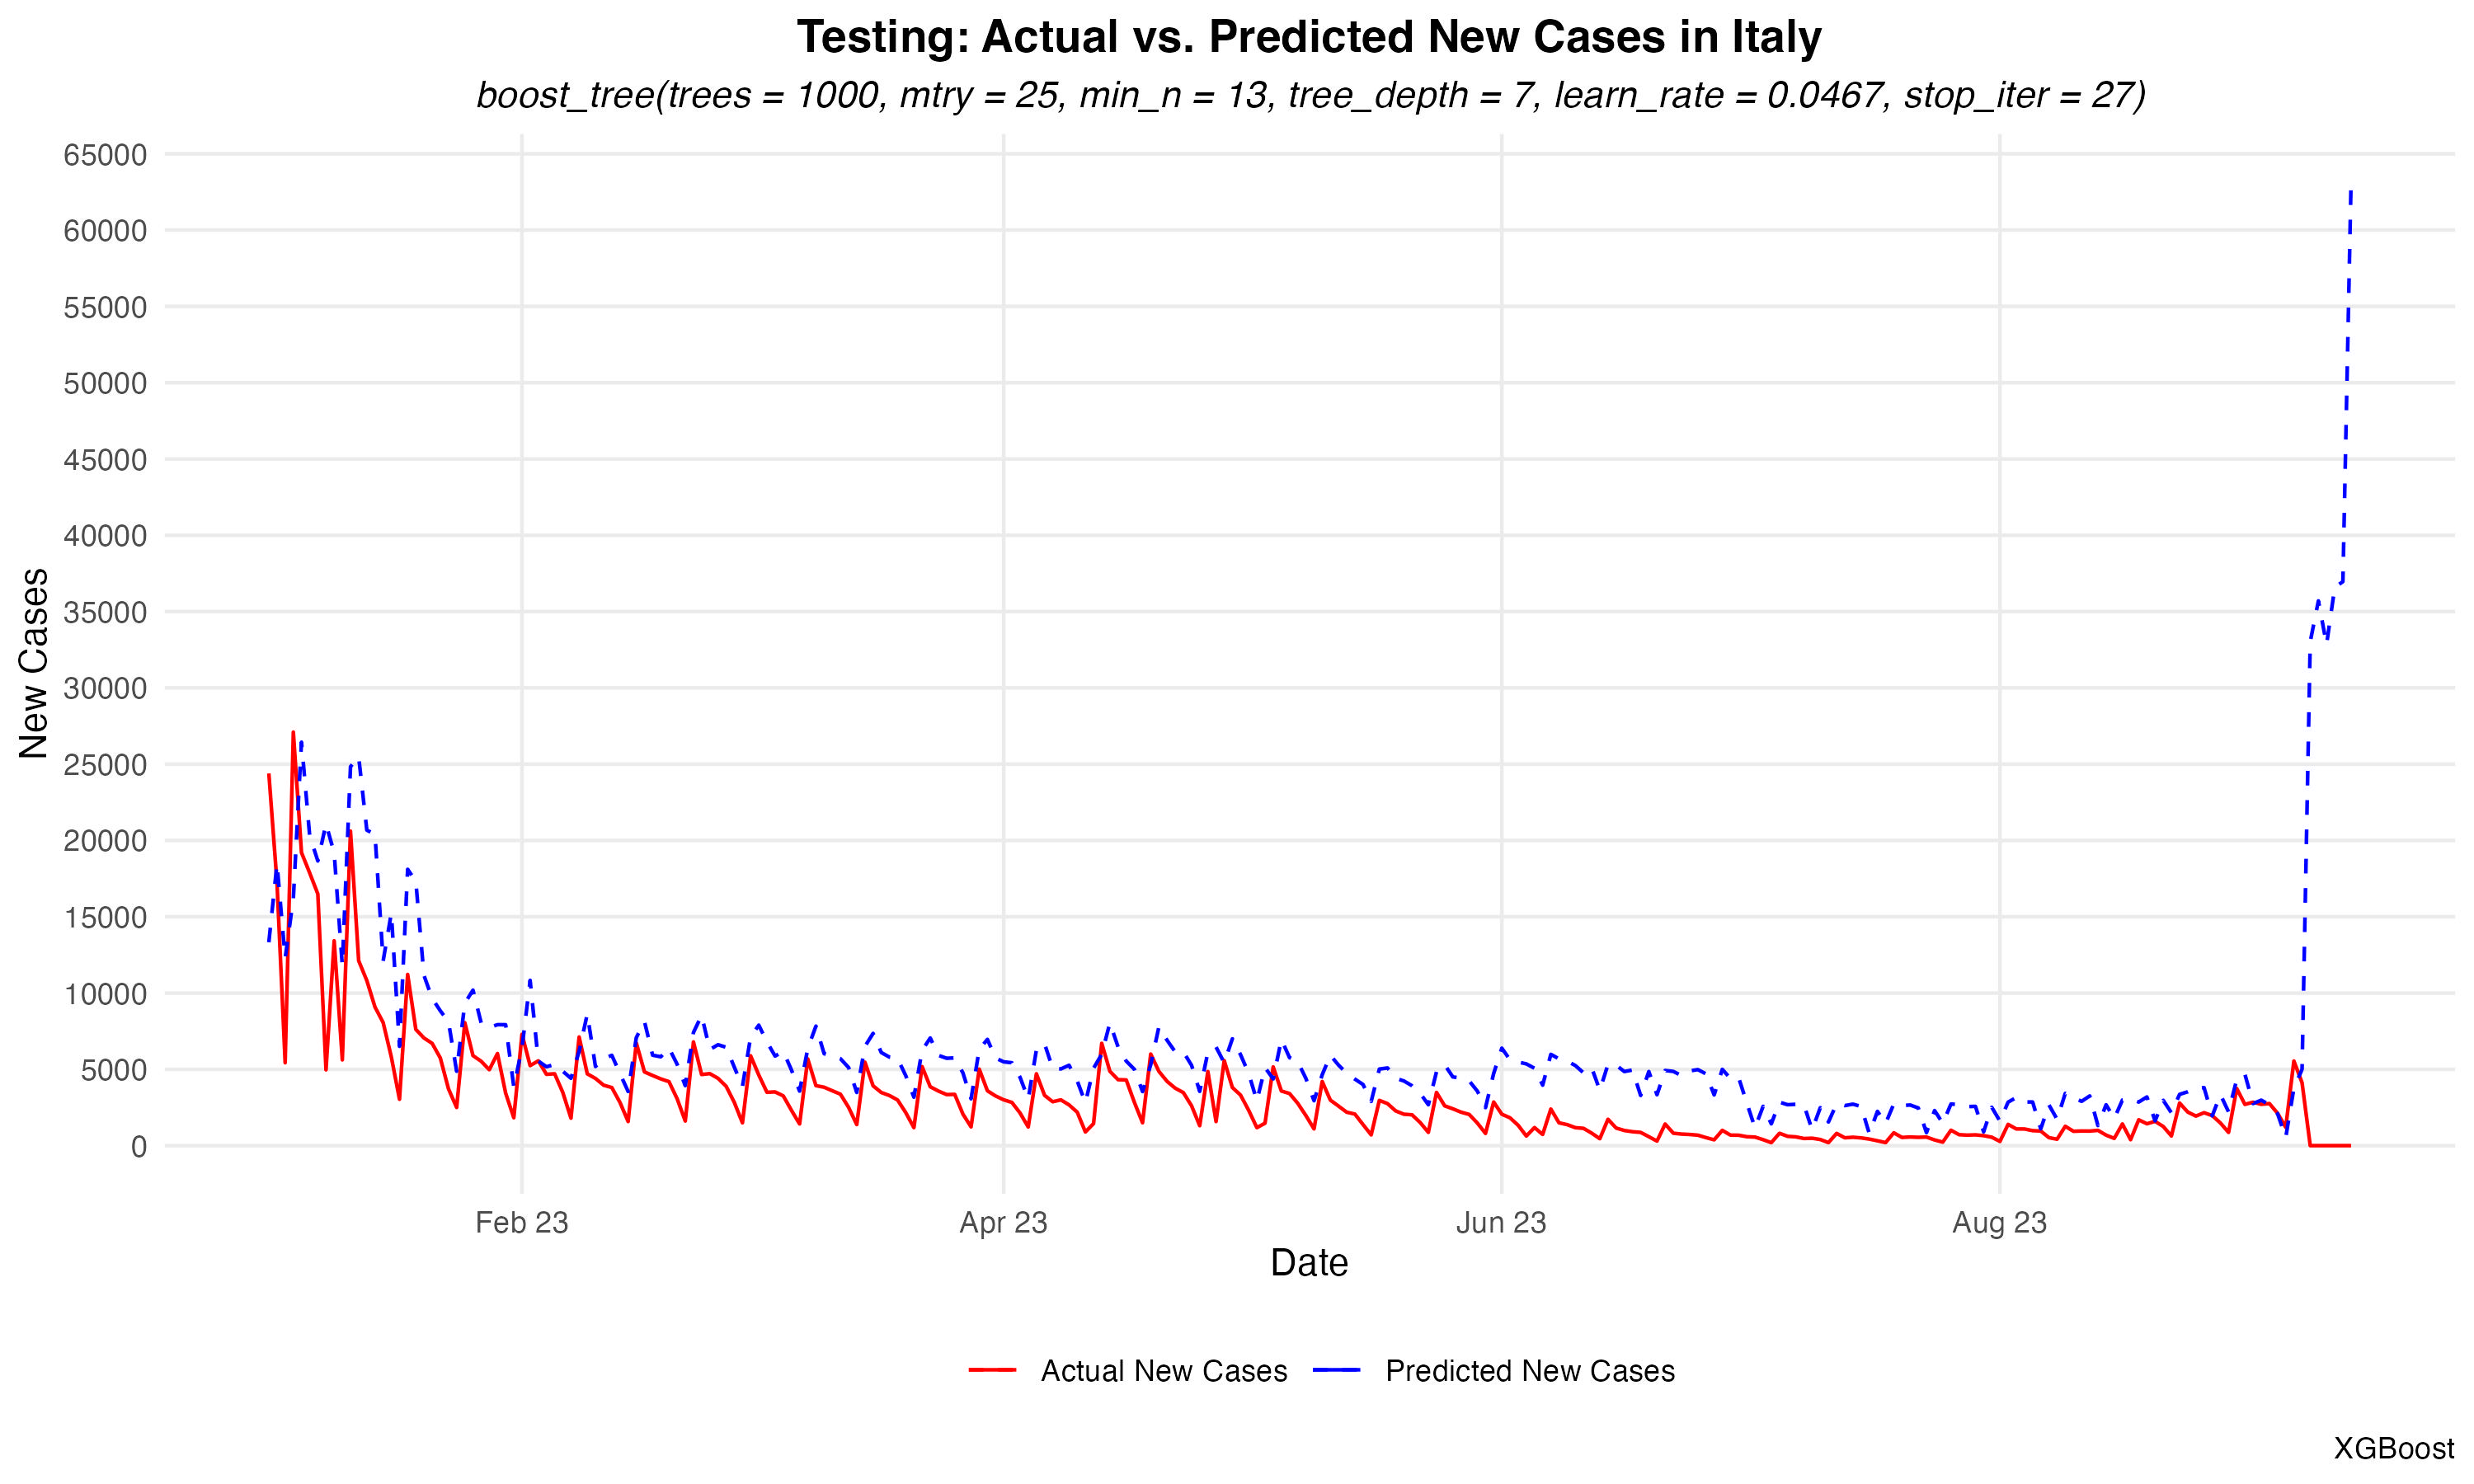 Testing: Actual vs. Predicted New Cases in Italy
boost_tree(trees = 1000, mtry = 25, min_n = 13, tree_depth = 7, learn_rate = 0.0467, stop_iter = 27)
65000
60000
55000
50000
45000
40000
35000
30000
25000
20000
15000
10000
5000
0
New Cases
Feb 23 Apr 23 Jun 23 Aug 23
Date
Actual New Cases Predicted New Cases
XGBoost